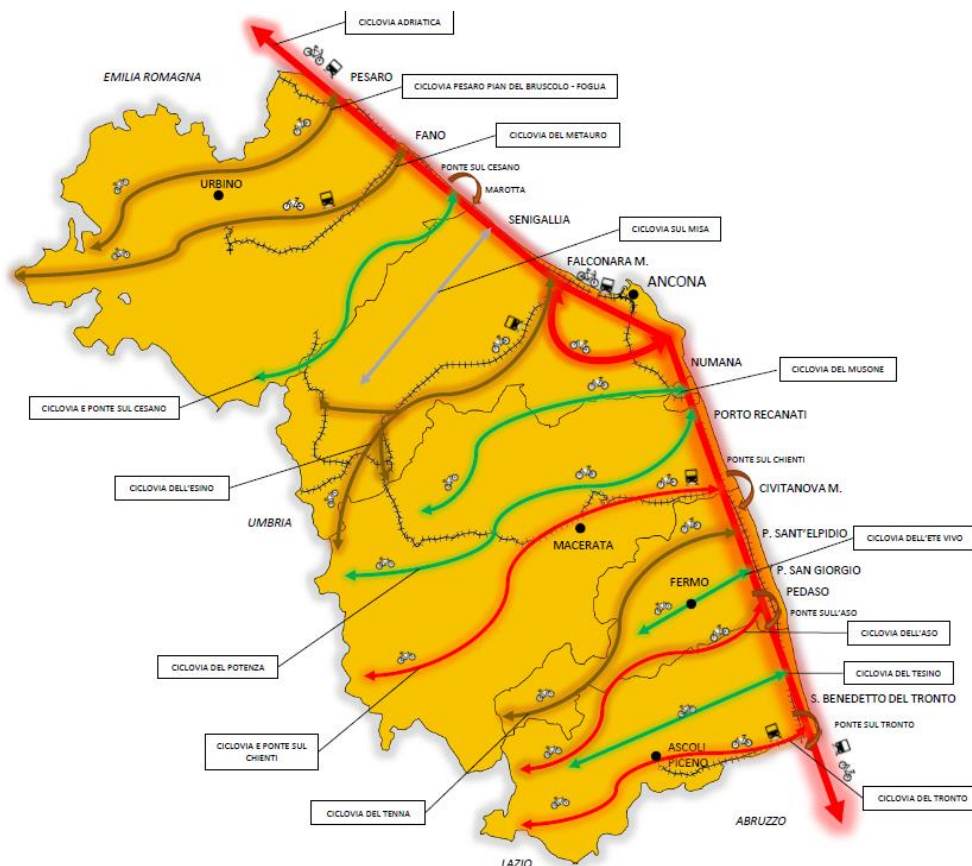 CICLOVIA ADRIATICA
EMILIA ROMAGNA
PESARO
CICLOVIA PESARO PIAN DEL BRUSCOLO - FOGLIA
FANO
CICLOVIA DEL METAURO
PONTE SUL CESANO
MAROTTA
URBINO
SENIGALLIA
CICLOVIA SUL MISA
FALCONARA M.
ANCONA
NUMANA
CICLOVIA DEL MUSONE
CICLOVIA E PONTE SUL CESANO
PORTO RECANATI
PONTE SUL CHIENTI
CICLOVIA DELL'ESINO
CIVITANOVA M.
UMBRIA
MACERATA
P. SANT'ELPIDIO
CICLOVIA DELL'ETE VIVO
P. SAN GIORGIO
FERMO
PEDASO
PONTE SULL'ASO
CICLOVIA DELL'ASO
CICLOVIA DEL POTENZA
CICLOVIA DEL TESINO
S. BENEDETTO DEL TRONTO
PONTE SUL TRONTO
CICLOVIA E PONTE SUL
CHIENTI
ASCOLI
PICENO
CICLOVIA DEL TRONTO
CICLOVIA DEL TENNA
ABRUZZO
LAZIO